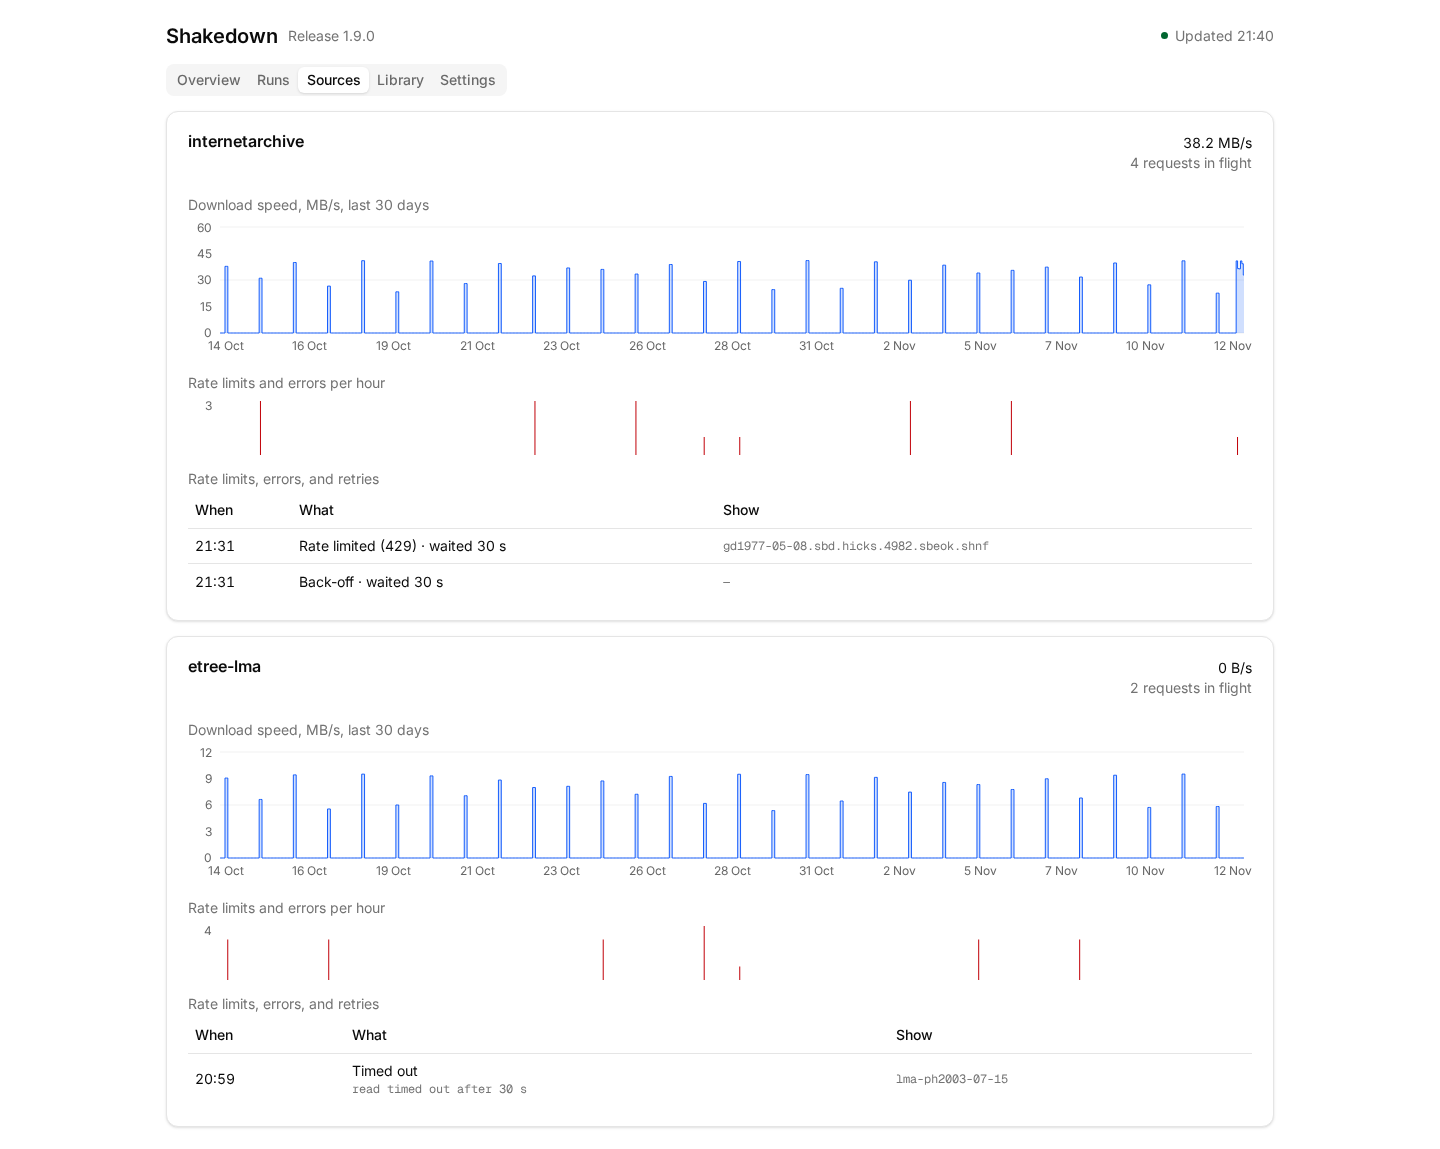 Shakedown Release 1.9.0
Updated 21:40
Overview Runs Sources Library Settings
internetarchive
38.2 MB/s
4 requests in flight
Download speed, MB/s, last 30 days
60
45
30
15
0
14 Oct 16 Oct 19 Oct 21 Oct 23 Oct 26 Oct 28 Oct 31 Oct 2 Nov 5 Nov 7 Nov 10 Nov 12 Nov
Rate limits and errors per hour
3
Rate limits, errors, and retries
When What Show
21:31 Rate limited (429) · waited 30 s gd1977-05-08.sbd.hicks.4982.sbeok.shnf
21:31 Back-off · waited 30 s —
etree-lma
0 B/s
2 requests in flight
Download speed, MB/s, last 30 days
12
9
6
3
0
14 Oct 16 Oct 19 Oct 21 Oct 23 Oct 26 Oct 28 Oct 31 Oct 2 Nov 5 Nov 7 Nov 10 Nov 12 Nov
Rate limits and errors per hour
4
Rate limits, errors, and retries
When What Show
20:59 Timed out lma-ph2003-07-15
read timed out after 30 s